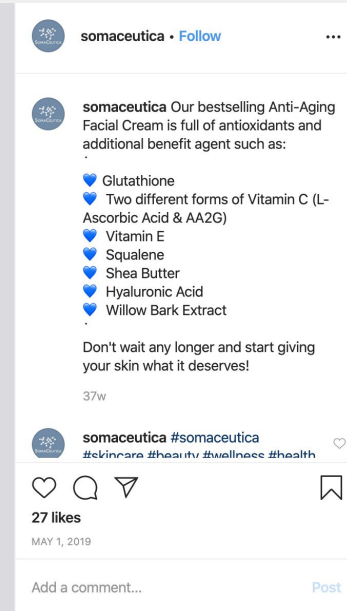 somaceutica • Follow
somaceutica Our bestselling Anti-Aging
Facial Cream is full of antioxidants and
additional benefit agent such as:
.
💙 Glutathione
💙 Two different forms of Vitamin C (L-
Ascorbic Acid & AA2G)
💙 Vitamin E
💙 Squalene
💙 Shea Butter
💙 Hyaluronic Acid
💙 Willow Bark Extract
.
Don't wait any longer and start giving
your skin what it deserves!
37w
somaceutica #somaceutica
#skincare #beauty #wellness #health
27 likes
MAY 1, 2019
Add a comment... Post